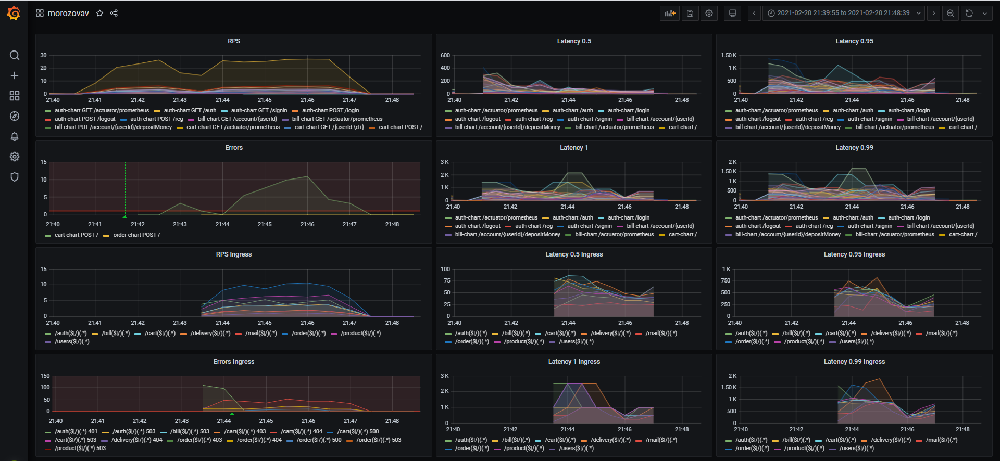 morozovav
2021-02-20 21:39:55 to 2021-02-20 21:48:39
RPS
30
20
10
0
21:40 21:41 21:42 21:43 21:44 21:45 21:46 21:47 21:48
auth-chart GET /actuator/prometheus auth-chart GET /auth auth-chart GET /signin auth-chart POST /login
auth-chart POST /logout auth-chart POST /reg bill-chart GET /account/{userId} bill-chart GET /actuator/prometheus
bill-chart PUT /account/{userId}/depositMoney cart-chart GET /actuator/prometheus cart-chart GET /{userId:\d+} cart-chart POST /
Latency 0.5
600
400
200
0
21:40 21:42 21:44 21:46 21:48
auth-chart /actuator/prometheus auth-chart /auth auth-chart /login
auth-chart /logout auth-chart /reg auth-chart /signin bill-chart /account/{userId}
bill-chart /account/{userId}/depositMoney bill-chart /actuator/prometheus cart-chart /
Latency 0.95
1.50 K
1 K
500
0
21:40 21:42 21:44 21:46 21:48
auth-chart /actuator/prometheus auth-chart /auth auth-chart /login
auth-chart /logout auth-chart /reg auth-chart /signin bill-chart /account/{userId}
bill-chart /account/{userId}/depositMoney bill-chart /actuator/prometheus cart-chart /
Errors
15
10
5
0
21:40 21:41 21:42 21:43 21:44 21:45 21:46 21:47 21:48
cart-chart POST / order-chart POST /
Latency 1
3 K
2 K
1 K
0
21:40 21:42 21:44 21:46 21:48
auth-chart /actuator/prometheus auth-chart /auth auth-chart /login
auth-chart /logout auth-chart /reg auth-chart /signin bill-chart /account/{userId}
bill-chart /account/{userId}/depositMoney bill-chart /actuator/prometheus cart-chart /
Latency 0.99
2 K
1.50 K
1 K
500
0
21:40 21:42 21:44 21:46 21:48
auth-chart /actuator/prometheus auth-chart /auth auth-chart /login
auth-chart /logout auth-chart /reg auth-chart /signin bill-chart /account/{userId}
bill-chart /account/{userId}/depositMoney bill-chart /actuator/prometheus cart-chart /
RPS Ingress
15
10
5
0
21:40 21:41 21:42 21:43 21:44 21:45 21:46 21:47 21:48
/auth($|/)(.*) /bill($|/)(.*) /cart($|/)(.*) /delivery($|/)(.*) /mail($|/)(.*) /order($|/)(.*) /product($|/)(.*)
/users($|/)(.*)
Latency 0.5 Ingress
100
75
50
25
0
21:40 21:42 21:44 21:46 21:48
/auth($|/)(.*) /bill($|/)(.*) /cart($|/)(.*) /delivery($|/)(.*) /mail($|/)(.*)
/order($|/)(.*) /product($|/)(.*) /users($|/)(.*)
Latency 0.95 Ingress
1 K
750
500
250
0
21:40 21:42 21:44 21:46 21:48
/auth($|/)(.*) /bill($|/)(.*) /cart($|/)(.*) /delivery($|/)(.*) /mail($|/)(.*)
/order($|/)(.*) /product($|/)(.*) /users($|/)(.*)
Errors Ingress
150
100
50
0
21:40 21:41 21:42 21:43 21:44 21:45 21:46 21:47 21:48
/auth($|/)(.*) 401 /auth($|/)(.*) 503 /bill($|/)(.*) 503 /cart($|/)(.*) 403 /cart($|/)(.*) 404 /cart($|/)(.*) 500
/cart($|/)(.*) 503 /delivery($|/)(.*) 404 /order($|/)(.*) 403 /order($|/)(.*) 404 /order($|/)(.*) 500 /order($|/)(.*) 503
/product($|/)(.*) 503
Latency 1 Ingress
3 K
2 K
1 K
0
21:40 21:42 21:44 21:46 21:48
/auth($|/)(.*) /bill($|/)(.*) /cart($|/)(.*) /delivery($|/)(.*) /mail($|/)(.*)
/order($|/)(.*) /product($|/)(.*) /users($|/)(.*)
Latency 0.99 Ingress
2 K
1.50 K
1 K
500
0
21:40 21:42 21:44 21:46 21:48
/auth($|/)(.*) /bill($|/)(.*) /cart($|/)(.*) /delivery($|/)(.*) /mail($|/)(.*)
/order($|/)(.*) /product($|/)(.*) /users($|/)(.*)